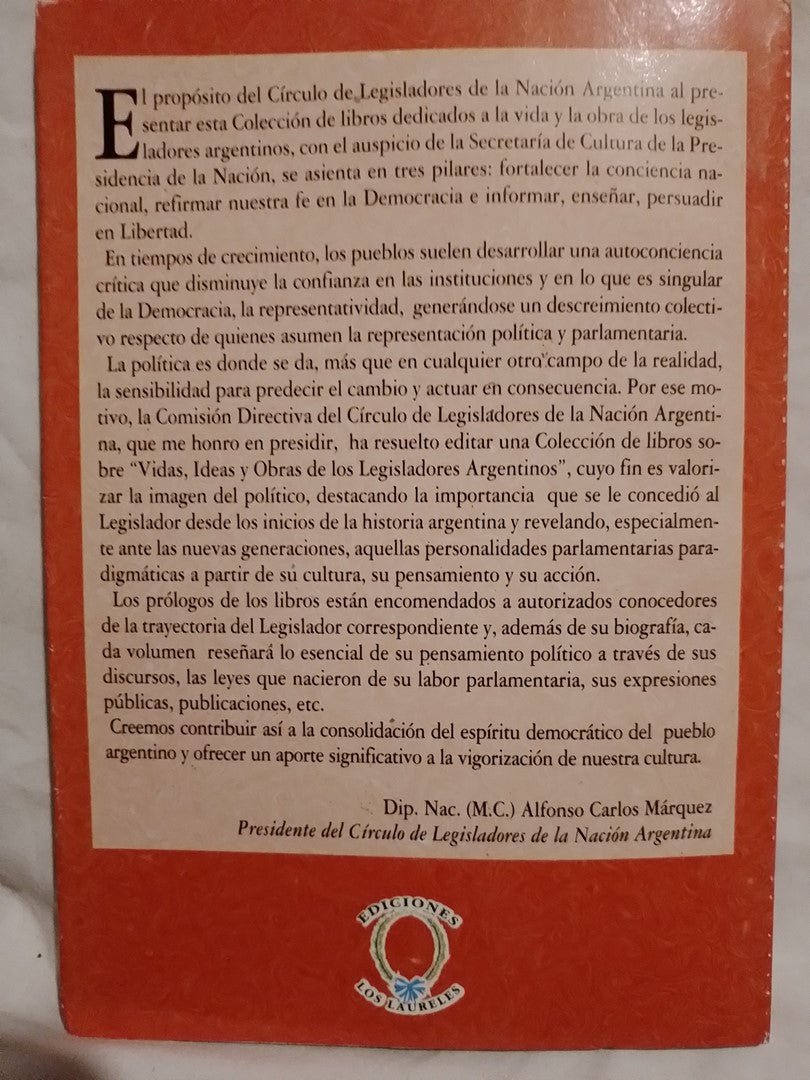 El propósito del Círculo de Legisladores de la Nación Argentina al pre-
sentar esta Colección de libros dedicados a la vida y la obra de los legis-
ladores argentinos, con el auspicio de la Secretaría de Cultura de la Pre-
sidencia de la Nación, se asienta en tres pilares: fortalecer la conciencia na-
cional, refirmar nuestra fe en la Democracia e informar, enseñar, persuadir
en Libertad.
En tiempos de crecimiento, los pueblos suelen desarrollar una autoconciencia
crítica que disminuye la confianza en las instituciones y en lo que es singular
de la Democracia, la representatividad, generándose un descreimiento colecti-
vo respecto de quienes asumen la representación política y parlamentaria.
La política es donde se da, más que en cualquier otro campo de la realidad,
la sensibilidad para predecir el cambio y actuar en consecuencia. Por ese mo-
tivo, la Comisión Directiva del Círculo de Legisladores de la Nación Argenti-
na, que me honro en presidir, ha resuelto editar una Colección de libros so-
bre “Vidas, Ideas y Obras de los Legisladores Argentinos”, cuyo fin es valori-
zar la imagen del político, destacando la importancia que se le concedió al
Legislador desde los inicios de la historia argentina y revelando, especialmen-
te ante las nuevas generaciones, aquellas personalidades parlamentarias para-
digmáticas a partir de su cultura, su pensamiento y su acción.
Los prólogos de los libros están encomendados a autorizados conocedores
de la trayectoria del Legislador correspondiente y, además de su biografía, ca-
da volumen reseñará lo esencial de su pensamiento político a través de sus
discursos, las leyes que nacieron de su labor parlamentaria, sus expresiones
públicas, publicaciones, etc.
Creemos contribuir así a la consolidación del espíritu democrático del pueblo
argentino y ofrecer un aporte significativo a la vigorización de nuestra cultura.
Dip. Nac. (M.C.) Alfonso Carlos Márquez
Presidente del Círculo de Legisladores de la Nación Argentina
EDICIONES
LOS LAURELES